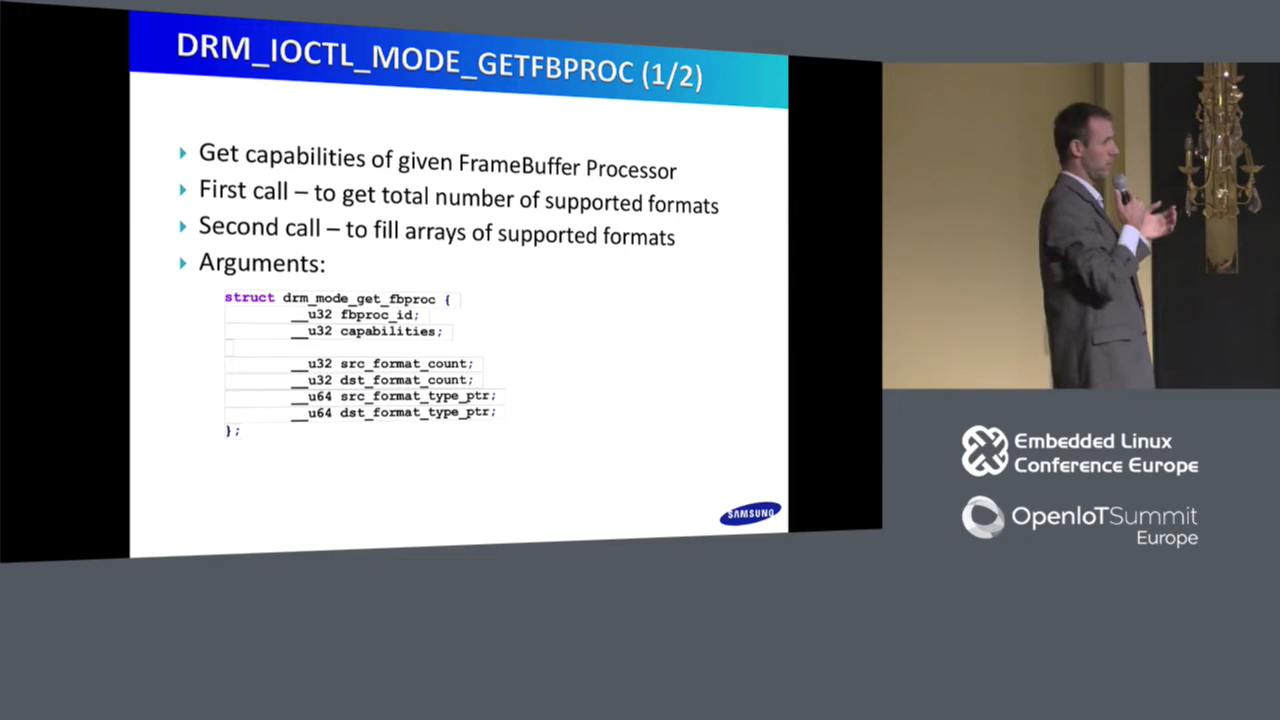 DRM_IOCTL_MODE_GETFBPROC (1/2)
Get capabilities of given FrameBuffer Processor
First call – to get total number of supported formats
Second call – to fill arrays of supported formats
Arguments:
struct drm_mode_get_fbproc {
__u32 fbproc_id;
__u32 capabilities;
__u32 src_format_count;
__u32 dst_format_count;
__u64 src_format_type_ptr;
__u64 dst_format_type_ptr;
};
SAMSUNG
Embedded Linux
Conference Europe
OpenIoTSummit
Europe